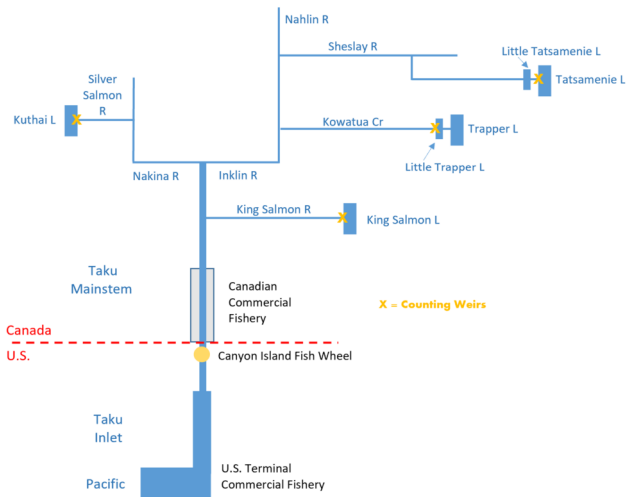 Nahlin R
Sheslay R
Little Tatsamenie L
Tatsamenie L
Silver
Salmon
R
Kuthai L
X
X
Kowatua Cr
X
Trapper L
Little Trapper L
Nakina R
Inklin R
King Salmon R
X
King Salmon L
Taku
Mainstem
Canadian
Commercial
Fishery
X = Counting Weirs
Canada
U.S.
Canyon Island Fish Wheel
Taku
Inlet
Pacific
U.S. Terminal
Commercial Fishery